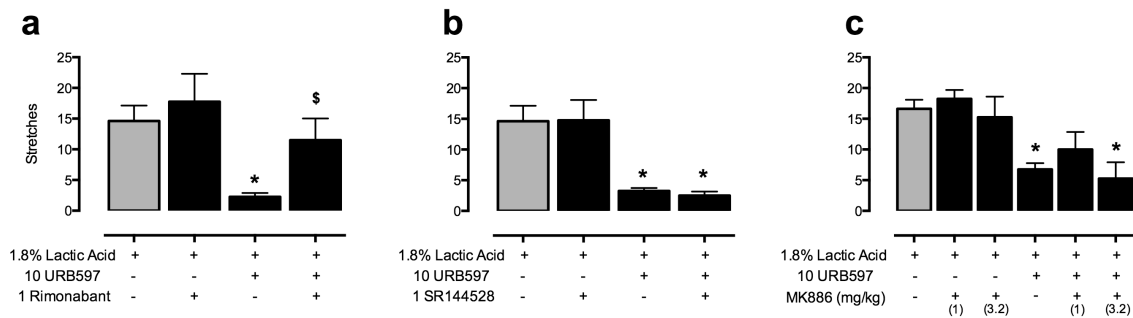 a
b
c
25
20
15
10
5
0
Stretches
*
$
1.8% Lactic Acid + + + +
10 URB597 - - + +
1 Rimonabant - + - +
25
20
15
10
5
0
* *
1.8% Lactic Acid + + + +
10 URB597 - - + +
1 SR144528 - + - +
25
20
15
10
5
0
* *
1.8% Lactic Acid + + + + + +
10 URB597 - - - + + +
MK886 (mg/kg) - + + - + +
(1) (3.2) (1) (3.2)